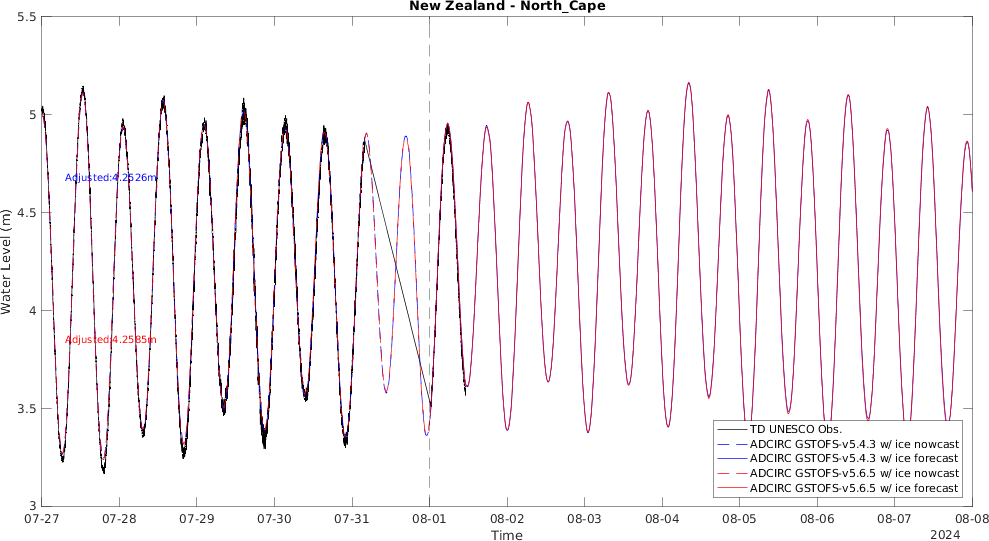 New Zealand - North_Cape
5.5
5
4.5
4
3.5
3
Water Level (m)
Adjusted:4.2526m
Adjusted:4.2585m
TD UNESCO Obs.
ADCIRC GSTOFS-v5.4.3 w/ ice nowcast
ADCIRC GSTOFS-v5.4.3 w/ ice forecast
ADCIRC GSTOFS-v5.6.5 w/ ice nowcast
ADCIRC GSTOFS-v5.6.5 w/ ice forecast
07-27 07-28 07-29 07-30 07-31 08-01 08-02 08-03 08-04 08-05 08-06 08-07 08-08
Time
2024